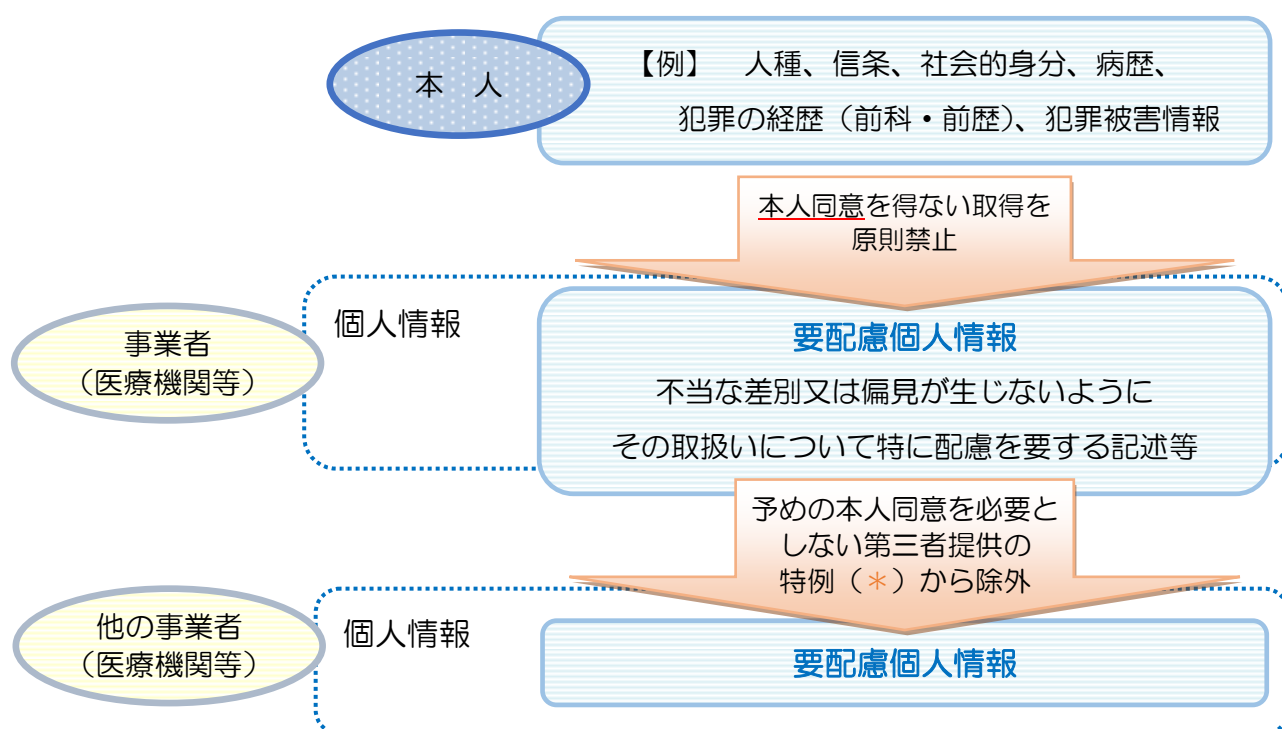 本 人
【例】 人種、信条、社会的身分、病歴、
犯罪の経歴（前科・前歴）、犯罪被害情報
本人同意を得ない取得を
原則禁止
事業者
（医療機関等）
個人情報
要配慮個人情報
不当な差別又は偏見が生じないように
その取扱いについて特に配慮を要する記述等
予めの本人同意を必要と
しない第三者提供の
特例（＊）から除外
他の事業者
（医療機関等）
個人情報
要配慮個人情報